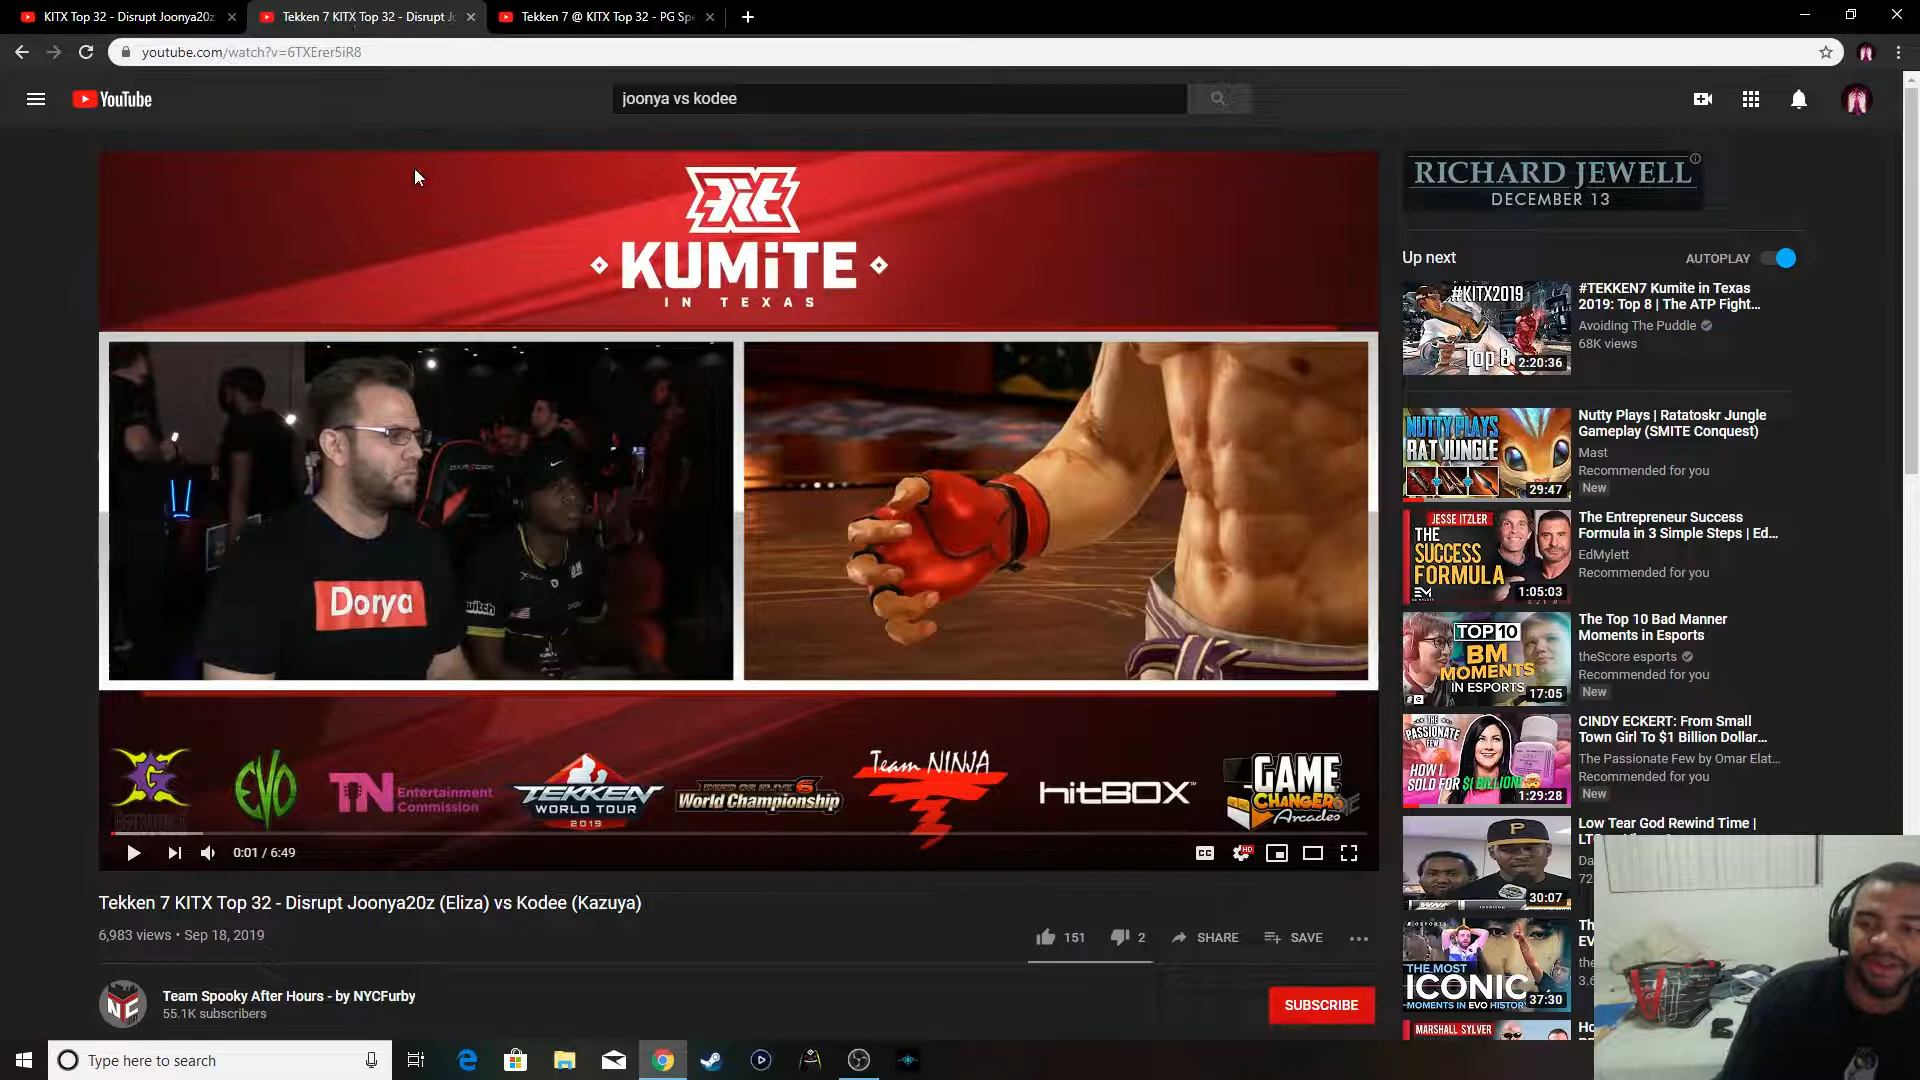 KITX Top 32 - Disrupt Joonya20z
Tekken 7 KITX Top 32 - Disrupt Jo
Tekken 7 @ KITX Top 32 - PG Sp
youtube.com/watch?v=6TXErer5iR8
YouTube
joonya vs kodee
KUMiTE
IN TEXAS
Dorya
twitch
EVO
TN Entertainment Commission
TEKKEN
WORLD TOUR
2019
DEAD OR ALIVE 6
World Championship
Team NINJA
hitBOX
GAME
CHANGERS
Arcades
0:01 / 6:49
CC
HD
Tekken 7 KITX Top 32 - Disrupt Joonya20z (Eliza) vs Kodee (Kazuya)
6,983 views • Sep 18, 2019
151
2
SHARE
SAVE
Team Spooky After Hours - by NYCFurby
55.1K subscribers
SUBSCRIBE
RICHARD JEWELL
DECEMBER 13
Up next
AUTOPLAY
#KITX2019
Top 8
2:20:36
#TEKKEN7 Kumite in Texas
2019: Top 8 | The ATP Fight...
Avoiding The Puddle
68K views
NUTTY PLAYS
RAT JUNGLE
29:47
Nutty Plays | Ratatoskr Jungle
Gameplay (SMITE Conquest)
Mast
Recommended for you
New
JESSE ITZLER
THE
SUCCESS
FORMULA
EM
1:05:03
The Entrepreneur Success
Formula in 3 Simple Steps | Ed...
EdMylett
Recommended for you
TOP 10
BM
MOMENTS
IN ESPORTS
17:05
The Top 10 Bad Manner
Moments in Esports
theScore esports
Recommended for you
New
THE
PASSIONATE
FEW
HOW I
SOLD FOR $1 BILLION
1:29:28
CINDY ECKERT: From Small
Town Girl To $1 Billion Dollar...
The Passionate Few by Omar Elat...
Recommended for you
New
P
30:07
Low Tear God Rewind Time |
THE MOST
ICONIC
MOMENTS IN EVO HISTORY
37:30
MARSHALL SYLVER
Type here to search